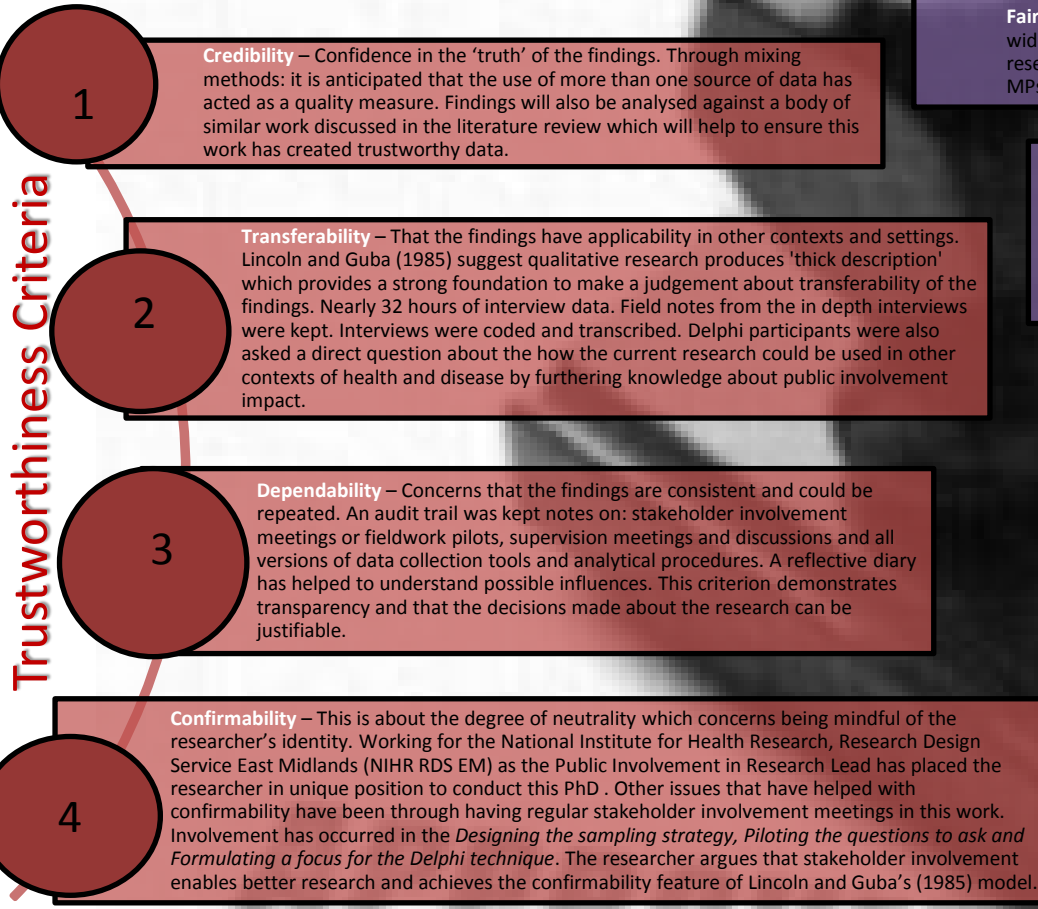 Trustworthiness Criteria
1
Credibility – Confidence in the ‘truth’ of the findings. Through mixing
methods: it is anticipated that the use of more than one source of data has
acted as a quality measure. Findings will also be analysed against a body of
similar work discussed in the literature review which will help to ensure this
work has created trustworthy data.
2
Transferability – That the findings have applicability in other contexts and settings.
Lincoln and Guba (1985) suggest qualitative research produces 'thick description'
which provides a strong foundation to make a judgement about transferability of the
findings. Nearly 32 hours of interview data. Field notes from the in depth interviews
were kept. Interviews were coded and transcribed. Delphi participants were also
asked a direct question about the how the current research could be used in other
contexts of health and disease by furthering knowledge about public involvement
impact.
3
Dependability – Concerns that the findings are consistent and could be
repeated. An audit trail was kept notes on: stakeholder involvement
meetings or fieldwork pilots, supervision meetings and discussions and all
versions of data collection tools and analytical procedures. A reflective diary
has helped to understand possible influences. This criterion demonstrates
transparency and that the decisions made about the research can be
justifiable.
4
Confirmability – This is about the degree of neutrality which concerns being mindful of the
researcher’s identity. Working for the National Institute for Health Research, Research Design
Service East Midlands (NIHR RDS EM) as the Public Involvement in Research Lead has placed the
researcher in unique position to conduct this PhD . Other issues that have helped with
confirmability have been through having regular stakeholder involvement meetings in this work.
Involvement has occurred in the Designing the sampling strategy, Piloting the questions to ask and
Formulating a focus for the Delphi technique. The researcher argues that stakeholder involvement
enables better research and achieves the confirmability feature of Lincoln and Guba’s (1985) model.
Fair
wid
rese
MPs